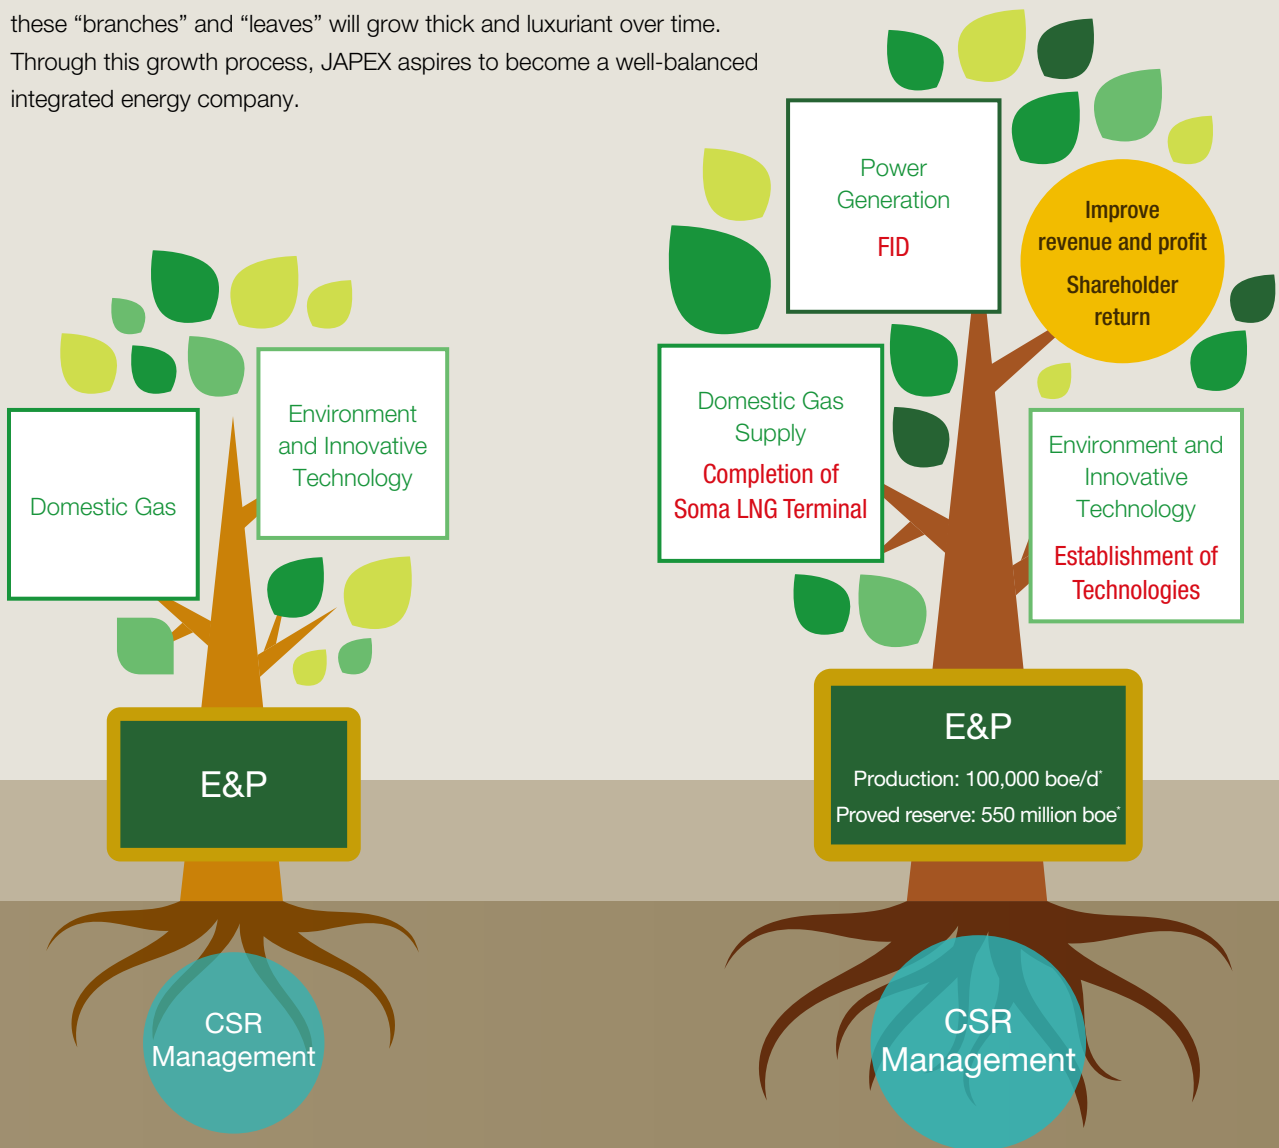 these “branches” and “leaves” will grow thick and luxuriant over time.
Through this growth process, JAPEX aspires to become a well-balanced
integrated energy company.
Domestic Gas
Environment
and Innovative
Technology
E&P
CSR
Management
Power
Generation
FID
Improve
revenue and profit
Shareholder
return
Domestic Gas
Supply
Completion of
Soma LNG Terminal
Environment and
Innovative
Technology
Establishment of
Technologies
E&P
Production: 100,000 boe/d*
Proved reserve: 550 million boe*
CSR
Management